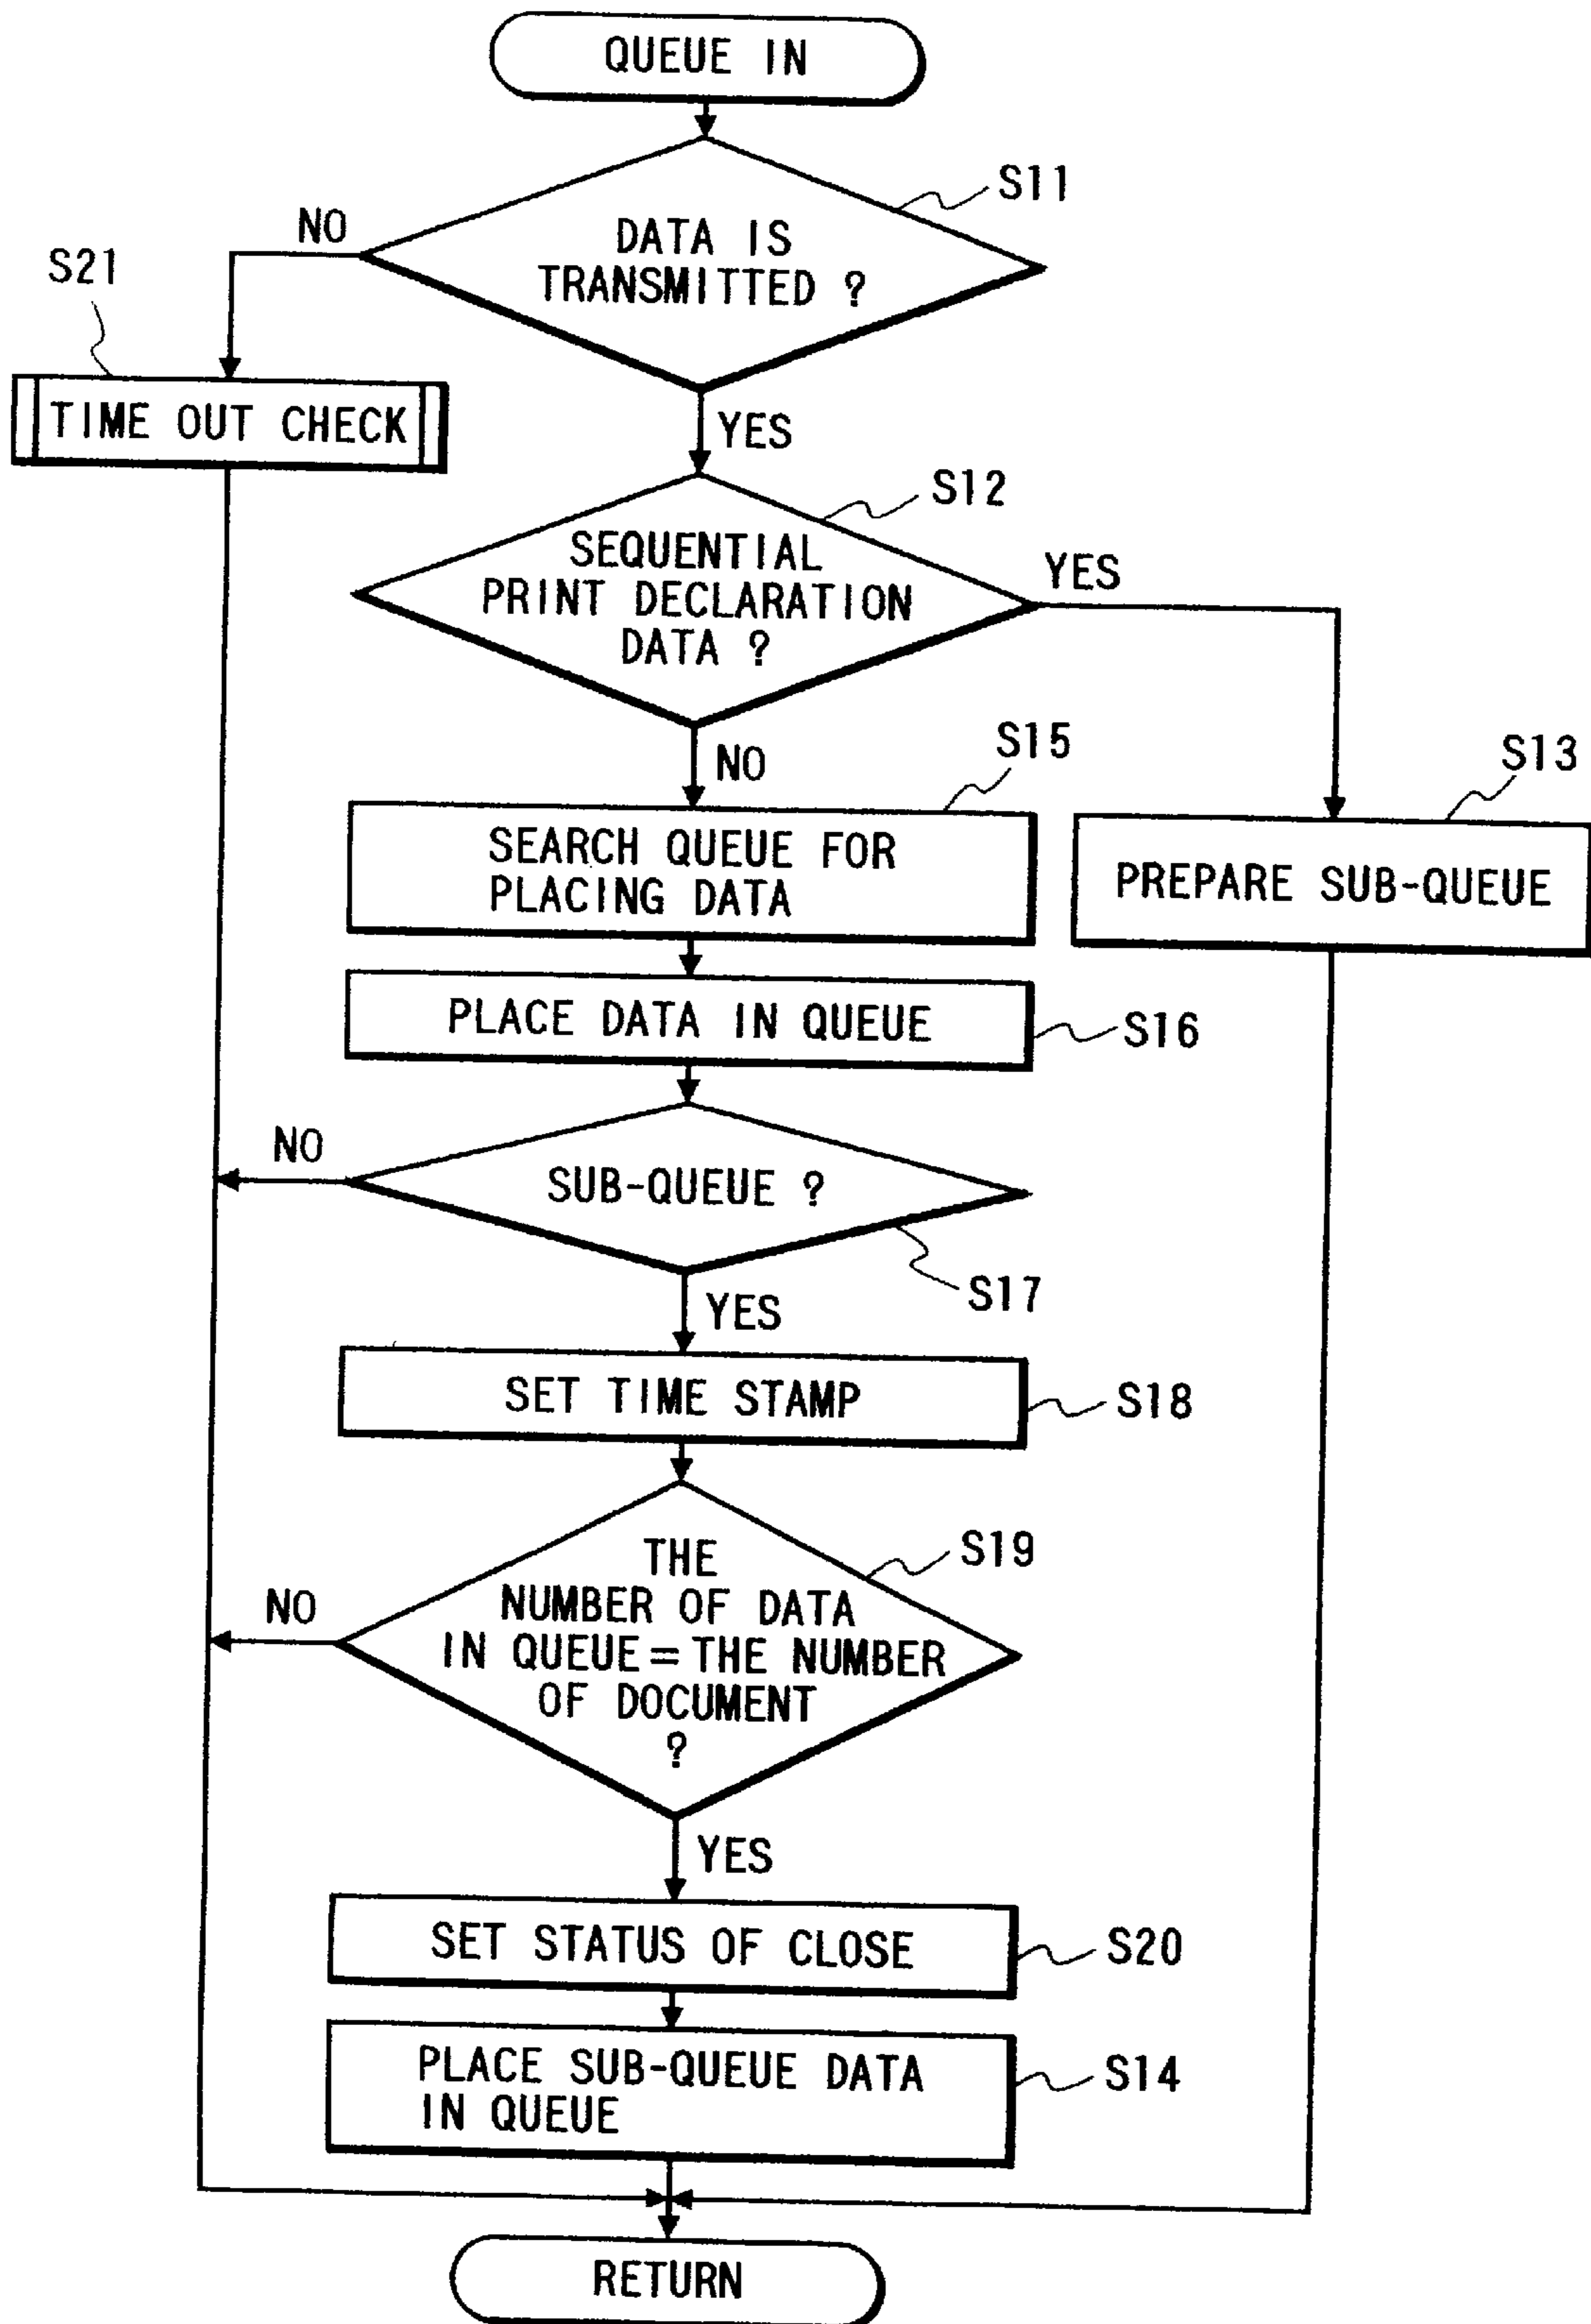 QUEUE IN
S11
NO
DATA IS
TRANSMITTED ?
S21
TIME OUT CHECK
YES
S12
SEQUENTIAL
PRINT DECLARATION
DATA ?
YES
NO
S15
S13
SEARCH QUEUE FOR
PLACING DATA
PREPARE SUB-QUEUE
PLACE DATA IN QUEUE
S16
NO
SUB-QUEUE ?
S17
YES
SET TIME STAMP
S18
S19
THE
NUMBER OF DATA
IN QUEUE = THE NUMBER
OF DOCUMENT
?
NO
YES
SET STATUS OF CLOSE
S20
PLACE SUB-QUEUE DATA
IN QUEUE
S14
RETURN